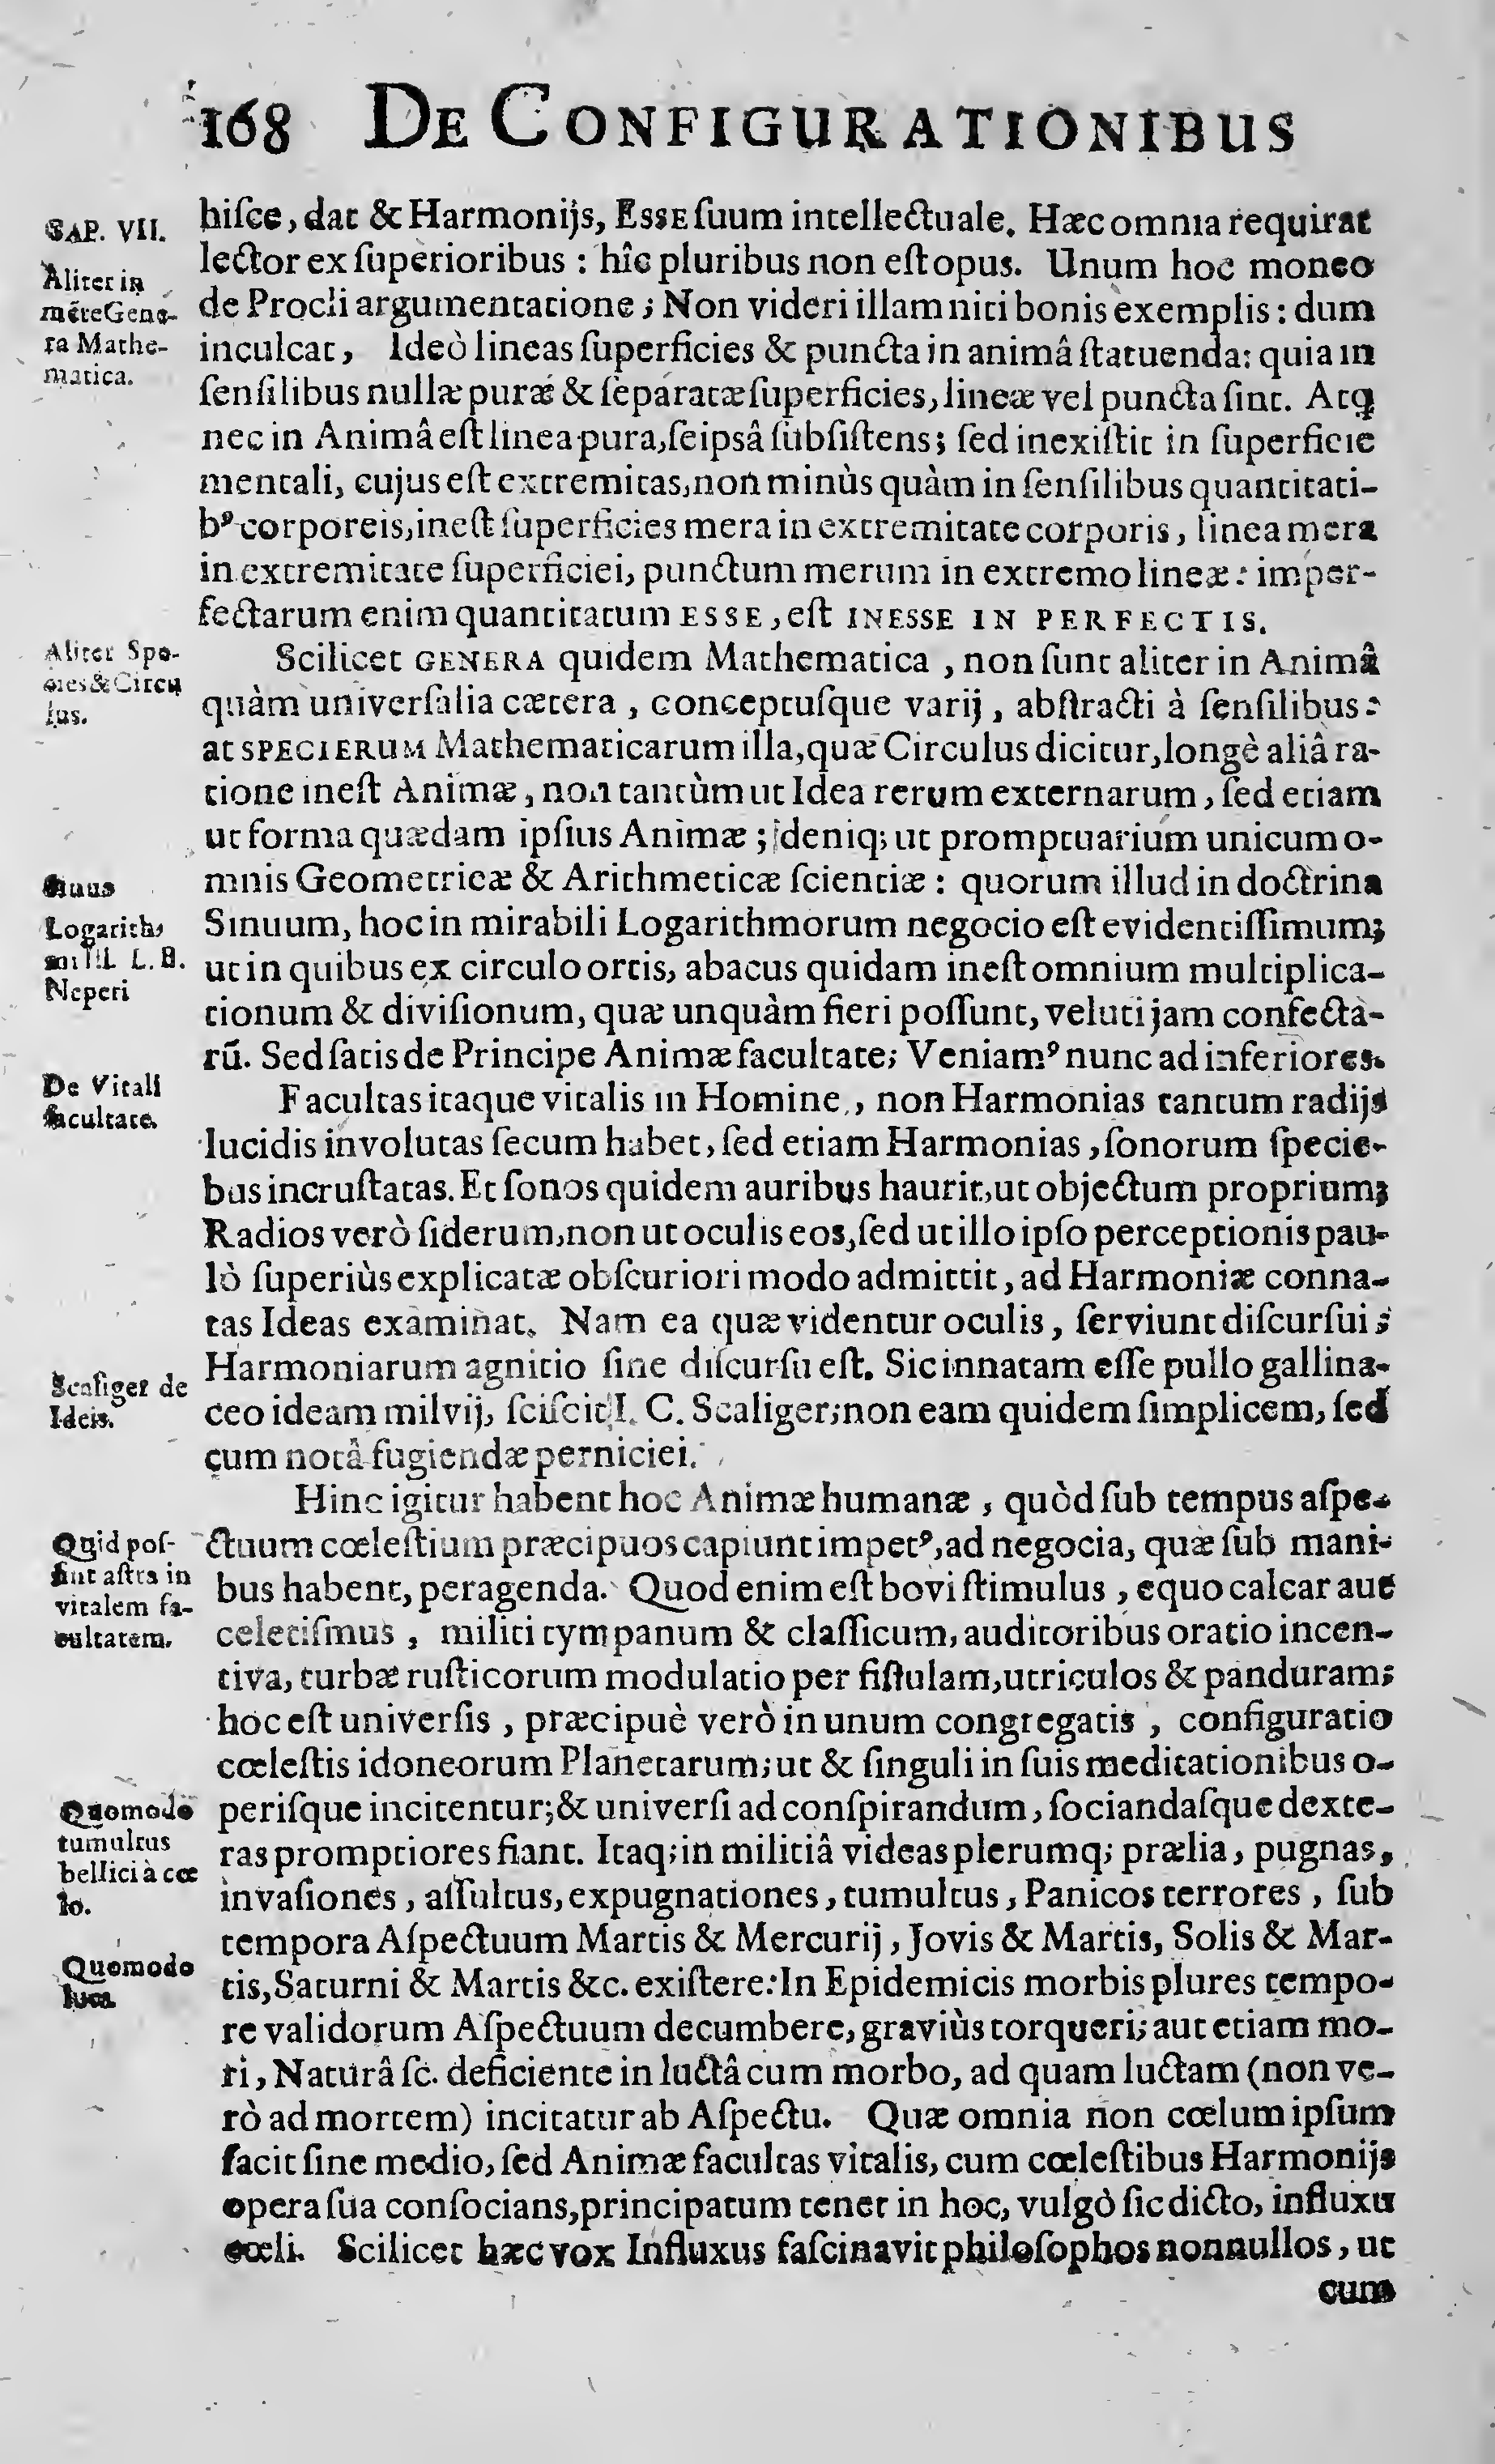 168 DE CONFIGURATIONIBUS
CAP. VII.
hiſce, dat & Harmonijs, ESSE ſuum intellectuale. Hæc omnia requirat
lector ex ſuperioribus : hîc pluribus non eſt opus. Unum hoc moneo
Aliter in
mēte Gene-
ra Mathe-
matica.
de Procli argumentatione ; Non videri illam niti bonis exemplis : dum
inculcat, Ideò lineas ſuperficies & puncta in animâ ſtatuenda: quia in
ſenſilibus nullæ puræ & ſeparatæ ſuperficies, lineæ vel puncta ſint. Atq
nec in Animâ eſt linea pura, ſeipsâ ſubſiſtens; ſed inexiſtit in ſuperficie
mentali, cujus eſt extremitas, non minùs quàm in ſenſilibus quantitati-
bꝰ corporeis, ineſt ſuperficies mera in extremitate corporis, linea mera
in extremitate ſuperficiei, punctum merum in extremo lineæ : imper-
fectarum enim quantitatum ESSE, eſt INESSE IN PERFECTIS.
Aliter Spe-
cies & Circu
lus.
Scilicet GENERA quidem Mathematica, non ſunt aliter in Animâ
quàm univerſalia cætera, conceptuſque varij, abſtracti à ſenſilibus:
at SPECIERUM Mathematicarum illa, quæ Circulus dicitur, longè aliâ ra-
tione ineſt Animæ, non tantùm ut Idea rerum externarum, ſed etiam
ut forma quædam ipſius Animæ ; deniq; ut promptuarium unicum o-
mnis Geometricæ & Arithmeticæ ſcientiæ : quorum illud in doctrina
Sinus
Logarith-
mi Ill. L. B.
Neperi
Sinuum, hoc in mirabili Logarithmorum negocio eſt evidentiſſimum;
ut in quibus ex circulo ortis, abacus quidam ineſt omnium multiplica-
tionum & diviſionum, quæ unquàm fieri poſſunt, veluti jam confecta-
rū. Sed ſatis de Principe Animæ facultate; Veniamꝰ nunc ad inferiores.
De Vitali
facultate.
Facultas itaque vitalis in Homine, non Harmonias tantum radijs
lucidis involutas ſecum habet, ſed etiam Harmonias, ſonorum ſpecie-
bus incruſtatas. Et ſonos quidem auribus haurit, ut objectum proprium;
Radios verò ſiderum, non ut oculis eos, ſed ut illo ipſo perceptionis pau-
lò ſuperiùs explicatæ obſcuriori modo admittit, ad Harmoniæ conna-
tas Ideas examinat. Nam ea quæ videntur oculis, ſerviunt diſcurſui ;
Harmoniarum agnitio ſine diſcurſu eſt. Sic innatam eſſe pullo gallina-
Scaliger de
Ideis.
ceo ideam milvij, ſciſcit I. C. Scaliger; non eam quidem ſimplicem, ſed
cum notâ fugiendæ perniciei.
Hinc igitur habent hoc Animæ humanæ, quòd ſub tempus aſpe-
Quid poſ-
ſint aſtra in
vitalem fa-
cultatem.
ctuum cœleſtium præcipuos capiunt impetꝰ, ad negocia, quæ ſub mani-
bus habent, peragenda. Quod enim eſt bovi ſtimulus, equo calcar aut
celetiſmus, militi tympanum & claſſicum, auditoribus oratio incen-
tiva, turbæ ruſticorum modulatio per fiſtulam, utriculos & panduram;
hoc eſt univerſis, præcipuè verò in unum congregatis, configuratio
cœleſtis idoneorum Planetarum; ut & ſinguli in ſuis meditationibus o-
Quomodo
tumultus
bellici à cœ
lo.
periſque incitentur; & univerſi ad conſpirandum, ſociandaſque dexte-
ras promptiores fiant. Itaq; in militiâ videas plerumq; prælia, pugnas,
invaſiones, aſſultus, expugnationes, tumultus, Panicos terrores, ſub
tempora Aſpectuum Martis & Mercurij, Jovis & Martis, Solis & Mar-
Quomodo
lues.
tis, Saturni & Martis &c. exiſtere: In Epidemicis morbis plures tempo-
re validorum Aſpectuum decumbere, graviùs torqueri; aut etiam mo-
ri, Naturâ ſc. deficiente in luctâ cum morbo, ad quam luctam (non ve-
rò ad mortem) incitatur ab Aſpectu. Quæ omnia non cœlum ipſum
facit ſine medio, ſed Animæ facultas vitalis, cum cœleſtibus Harmonijs
opera ſua conſocians, principatum tenet in hoc, vulgò ſic dicto, influxu
cœli. Scilicet hæc vox Influxus faſcinavit philoſophos nonnullos, ut
cum